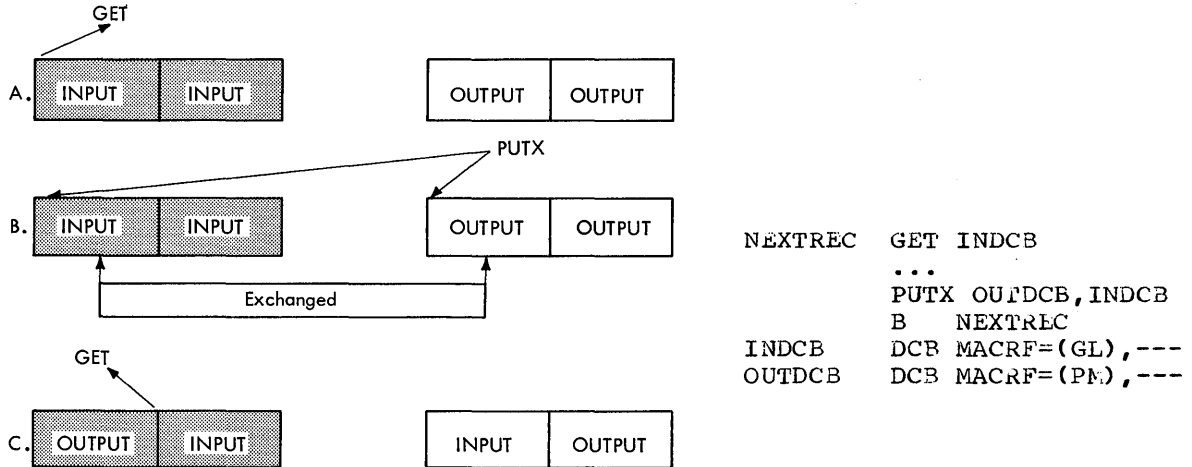 GET
A. INPUT INPUT OUTPUT OUTPUT
PUTX
B. INPUT INPUT OUTPUT OUTPUT
Exchanged
GET
C. OUTPUT INPUT INPUT OUTPUT
NEXTREC GET INDCB
...
PUTX OUTDCB,INDCB
B NEXTREC
INDCB DCB MACRF=(GL),---
OUTDCB DCB MACRF=(PM),---